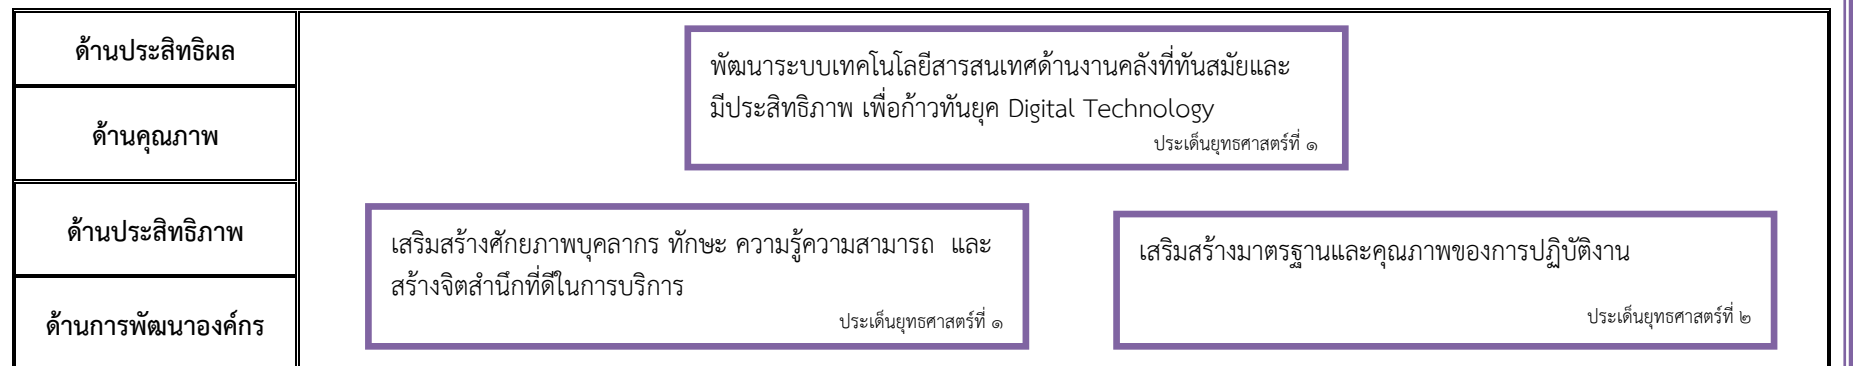 ด้านประสิทธิผล
ด้านคุณภาพ
ด้านประสิทธิภาพ
ด้านการพัฒนาองค์กร
พัฒนาระบบเทคโนโลยีสารสนเทศด้านงานคลังที่ทันสมัยและ
มีประสิทธิภาพ เพื่อก้าวทันยุค Digital Technology
ประเด็นยุทธศาสตร์ที่ ๑
เสริมสร้างศักยภาพบุคลากร ทักษะ ความรู้ความสามารถ และ
สร้างจิตสำนึกที่ดีในการบริการ
ประเด็นยุทธศาสตร์ที่ ๑
เสริมสร้างมาตรฐานและคุณภาพของการปฏิบัติงาน
ประเด็นยุทธศาสตร์ที่ ๒